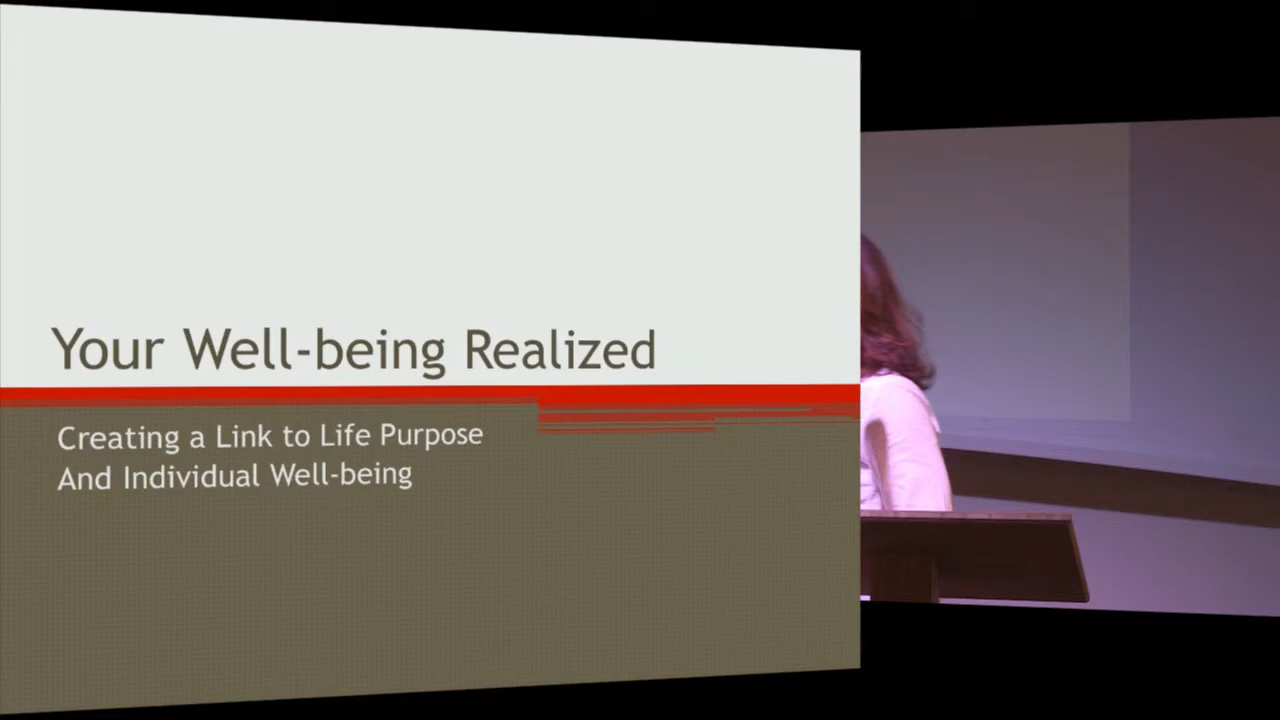 Your Well-being Realized
Creating a Link to Life Purpose
And Individual Well-being